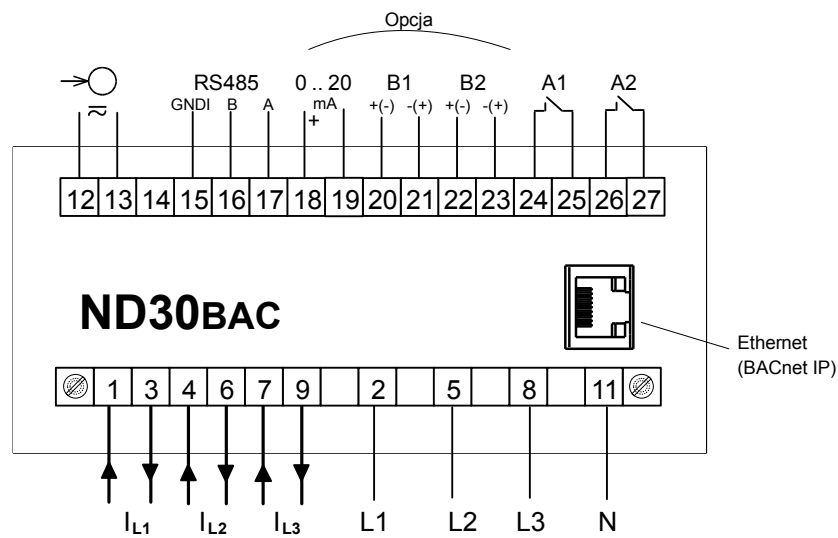 Opcja
RS485 0 .. 20 B1 B2 A1 A2
GNDI B A mA +(-) -(+) +(-) -(+)
+
12 13 14 15 16 17 18 19 20 21 22 23 24 25 26 27
ND30BAC
Ethernet
(BACnet IP)
1 3 4 6 7 9 2 5 8 11
IL1 IL2 IL3 L1 L2 L3 N